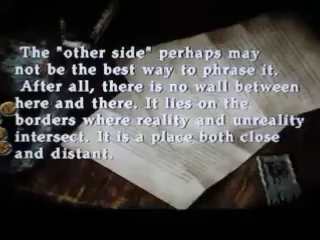 The "other side" perhaps may
not be the best way to phrase it.
After all, there is no wall between
here and there. It lies on the
borders where reality and unreality
intersect. It is a place both close
and distant.